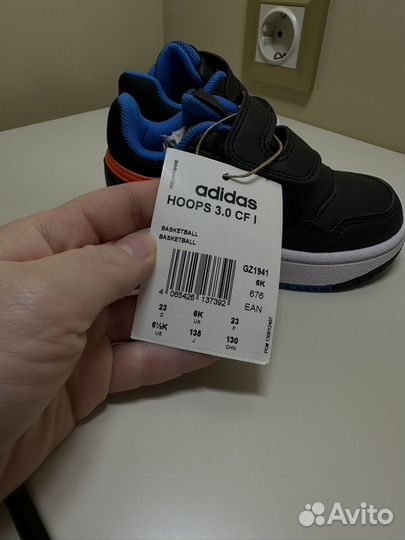 adidas
HOOPS 3.0 CF I
BASKETBALL
BASKETBALL
GZ1941
6K
676
EAN
4 065426 137392
23 6K 23
D UK F
6½K 135 130
US J CHN
Avito